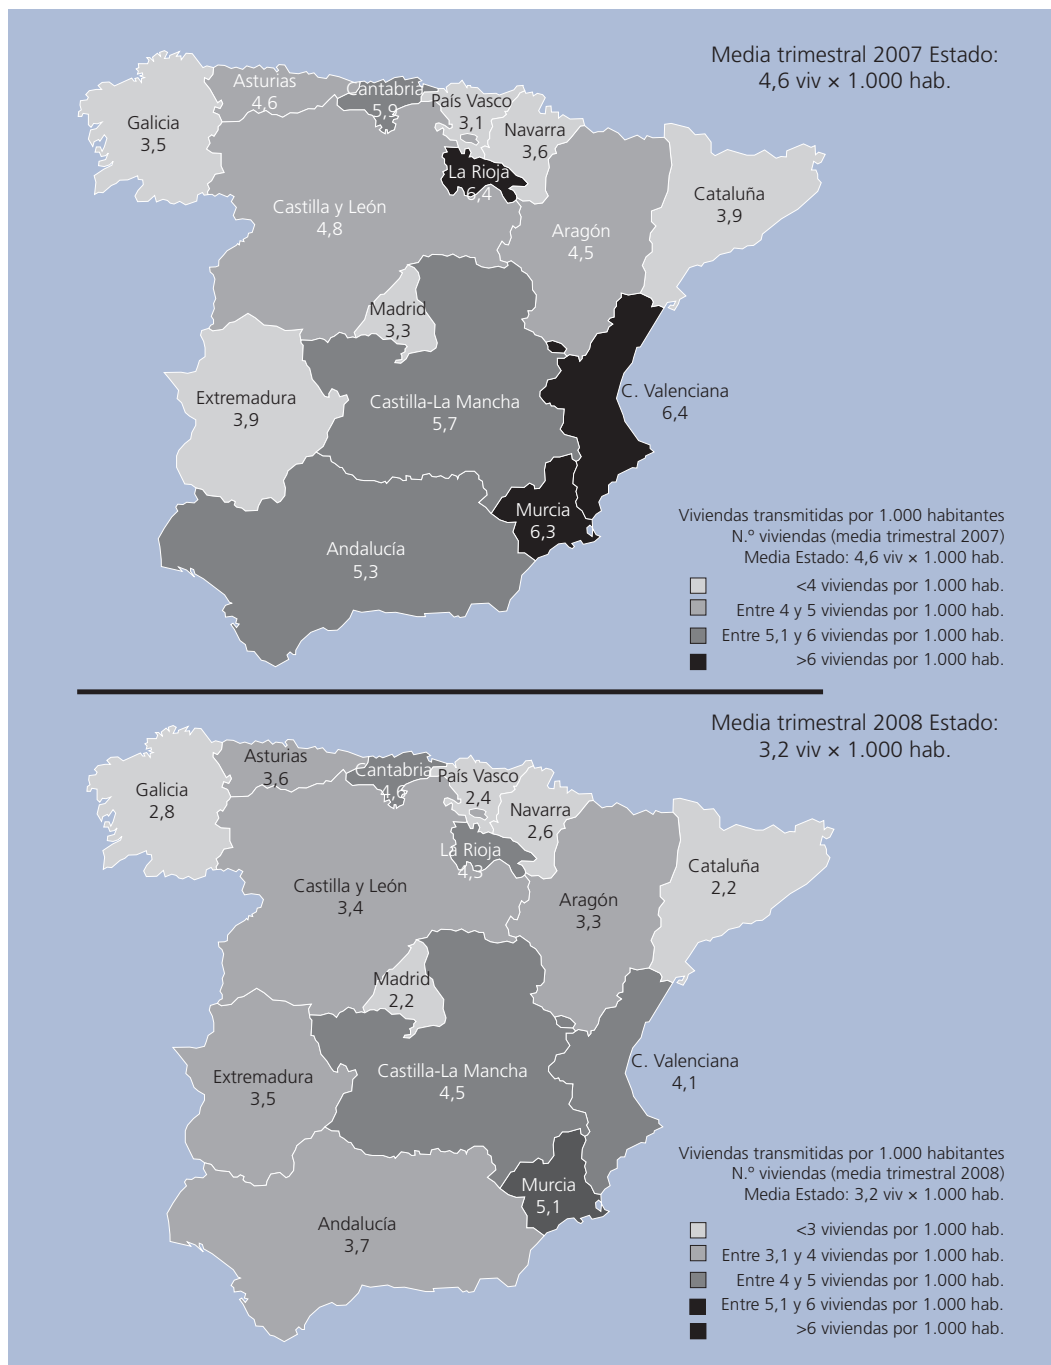 Media trimestral 2007 Estado:
4,6 viv × 1.000 hab.
Asturias
4,6
Cantabria
5,9
País Vasco
3,1
Galicia
3,5
Navarra
3,6
La Rioja
6,4
Cataluña
3,9
Castilla y León
4,8
Aragón
4,5
Madrid
3,3
Extremadura
3,9
Castilla-La Mancha
5,7
C. Valenciana
6,4
Murcia
6,3
Andalucía
5,3
Viviendas transmitidas por 1.000 habitantes
N.º viviendas (media trimestral 2007)
Media Estado: 4,6 viv × 1.000 hab.
<4 viviendas por 1.000 hab.
Entre 4 y 5 viviendas por 1.000 hab.
Entre 5,1 y 6 viviendas por 1.000 hab.
>6 viviendas por 1.000 hab.
Media trimestral 2008 Estado:
3,2 viv × 1.000 hab.
Asturias
3,6
Cantabria
4,6
País Vasco
2,4
Galicia
2,8
Navarra
2,6
La Rioja
4,3
Cataluña
2,2
Castilla y León
3,4
Aragón
3,3
Madrid
2,2
Extremadura
3,5
Castilla-La Mancha
4,5
C. Valenciana
4,1
Murcia
5,1
Andalucía
3,7
Viviendas transmitidas por 1.000 habitantes
N.º viviendas (media trimestral 2008)
Media Estado: 3,2 viv × 1.000 hab.
<3 viviendas por 1.000 hab.
Entre 3,1 y 4 viviendas por 1.000 hab.
Entre 4 y 5 viviendas por 1.000 hab.
Entre 5,1 y 6 viviendas por 1.000 hab.
>6 viviendas por 1.000 hab.